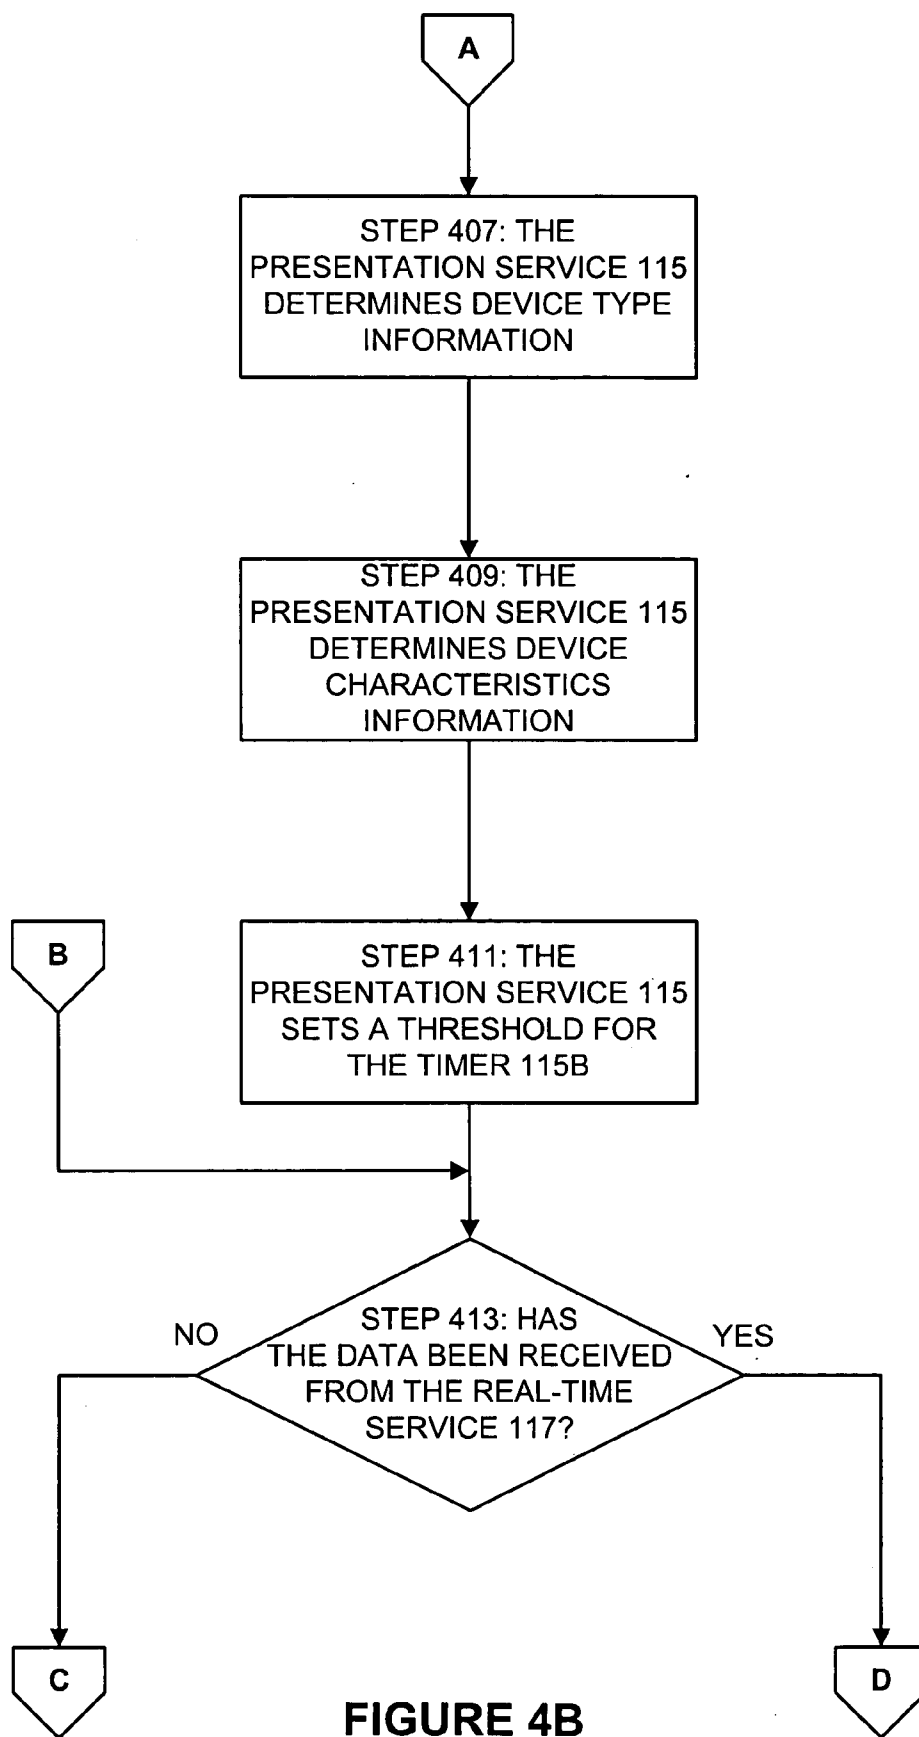 A
STEP 407: THE
PRESENTATION SERVICE 115
DETERMINES DEVICE TYPE
INFORMATION
STEP 409: THE
PRESENTATION SERVICE 115
DETERMINES DEVICE
CHARACTERISTICS
INFORMATION
B
STEP 411: THE
PRESENTATION SERVICE 115
SETS A THRESHOLD FOR
THE TIMER 115B
NO
STEP 413: HAS
THE DATA BEEN RECEIVED
FROM THE REAL-TIME
SERVICE 117?
YES
C
D
FIGURE 4B